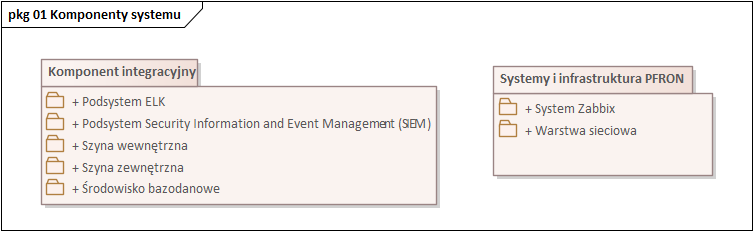 pkg 01 Komponenty systemu
Komponent integracyjny
+ Podsystem ELK
+ Podsystem Security Information and Event Management (SIEM)
+ Szyna wewnętrzna
+ Szyna zewnętrzna
+ Środowisko bazodanowe
Systemy i infrastruktura PFRON
+ System Zabbix
+ Warstwa sieciowa